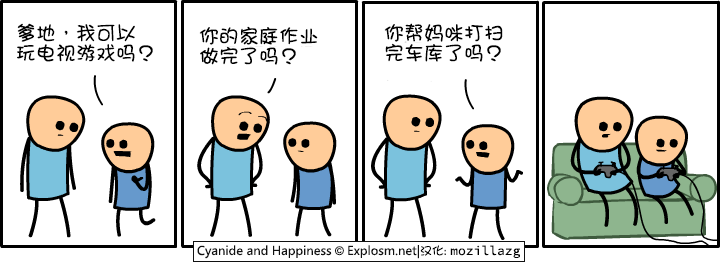 爹地，我可以
玩电视游戏吗？
你的家庭作业
做完了吗？
你帮妈咪打扫
完车库了吗？
Cyanide and Happiness © Explosm.net|汉化: mozillazg